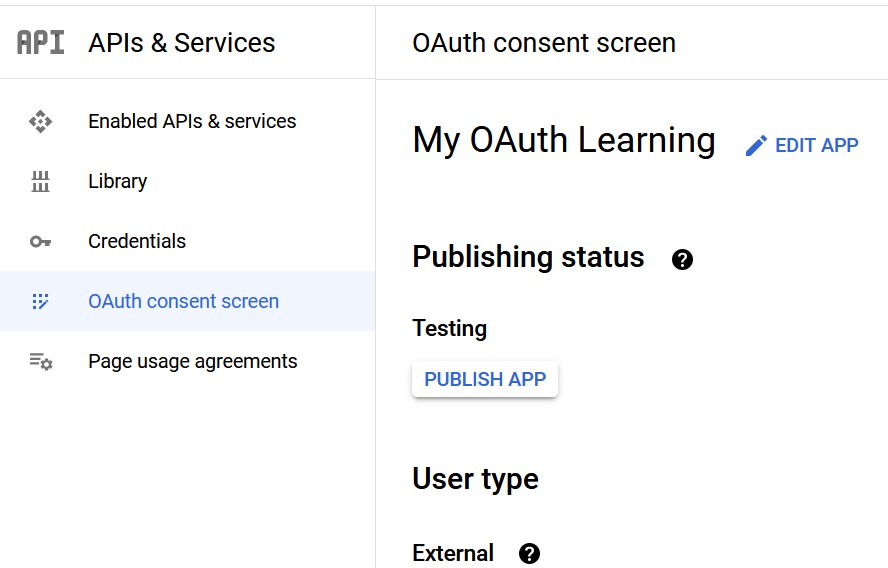 API APIs & Services
Enabled APIs & services
Library
Credentials
OAuth consent screen
Page usage agreements
OAuth consent screen
My OAuth Learning EDIT APP
Publishing status ?
Testing
PUBLISH APP
User type
External ?